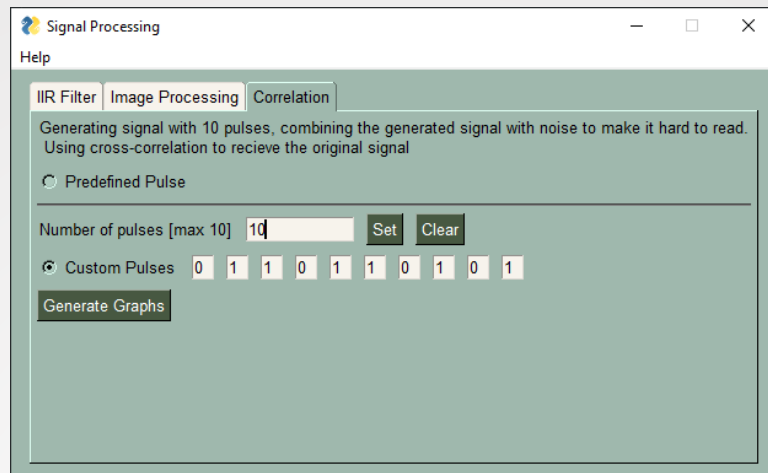 Signal Processing
Help
IIR Filter Image Processing Correlation
Generating signal with 10 pulses, combining the generated signal with noise to make it hard to read.
Using cross-correlation to recieve the original signal
Predefined Pulse
Number of pulses [max 10] 10 Set Clear
Custom Pulses 0 1 1 0 1 1 0 1 0 1
Generate Graphs